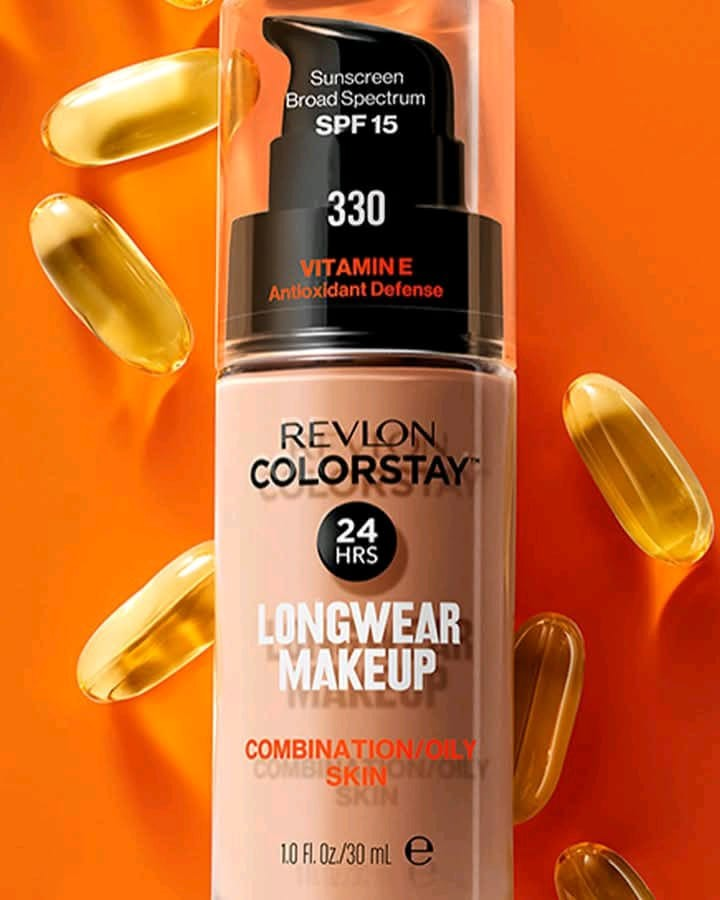 Sunscreen
Broad Spectrum
SPF 15
330
VITAMIN E
Antioxidant Defense
REVLON
COLORSTAY™
24
HRS
LONGWEAR
MAKEUP
COMBINATION/OILY
SKIN
1.0 Fl. Oz./30 mL ℮